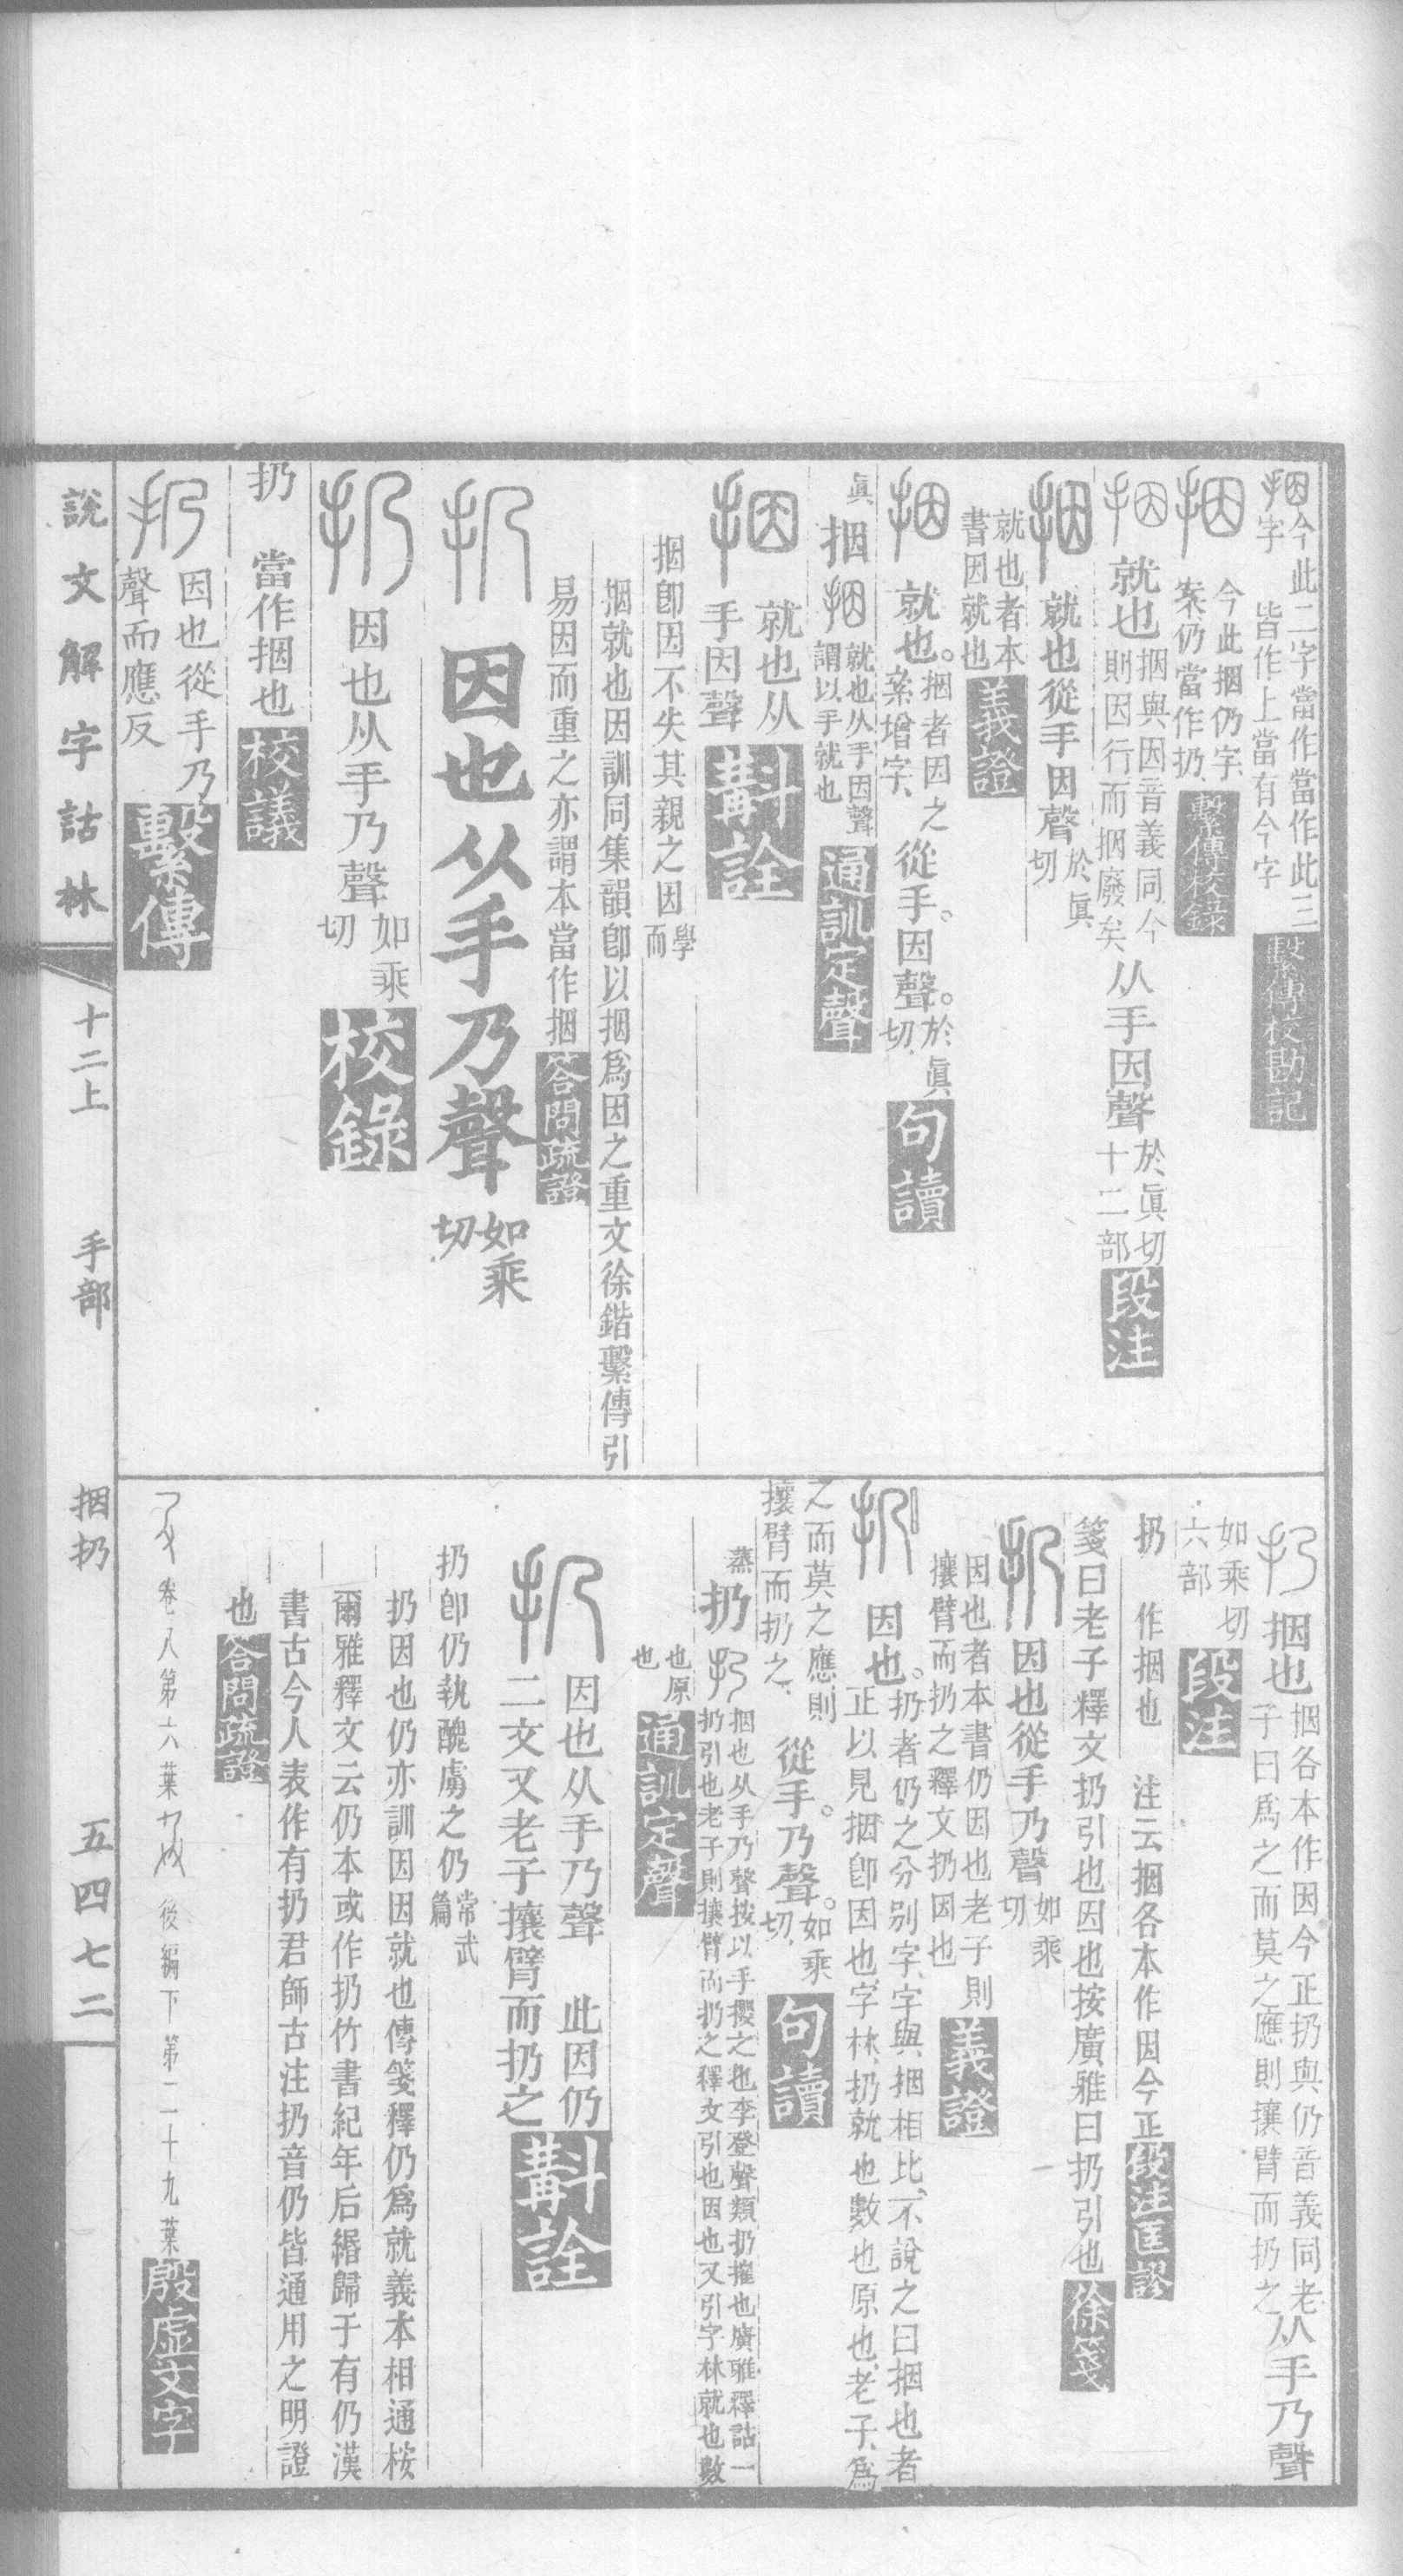 今此二字當作當作此三
字　皆作上當有今字
繫傳校勘記
捆 今此捆仍字
案仍當作扔
繫傳校錄
就也
捆與因音義同今
則因行而捆廢矣
从手因聲
於眞切
十二部
段注
就也從手因聲
於眞
切
就也者本
書因就也
義證
就也。
捆者因之
案增字、
從手。因聲。
於眞
切、
句讀
眞
捆
就也从手因聲
謂以手就也
通訓定聲
就也从
手因聲
斠詮
捆卽因不失其親之因
學
而
捆就也因訓同集韻卽以捆爲因之重文徐鍇繫傳引
易因而重之亦謂本當作捆
答問疏證
因也从手乃聲
如乘
切
因也从手乃聲
如乘
切
校錄
扔　當作捆也
校議
因也從手乃
聲而應反
繫傳
捆也
捆各本作因今正扔與仍音義同老
子曰爲之而莫之應則攘臂而扔之
从手乃聲
如乘切
六部
段注
扔　作捆也　注云捆各本作因今正
段注匡謬
箋曰老子釋文扔引也因也按廣雅曰扔引也
徐箋
因也從手乃聲
如乘
切
因也者本書仍因也老子則
攘臂而扔之釋文扔因也
義證
因也。
扔者仍之分别字、字與捆相比、不說之曰捆也者
正以見捆卽因也、字林、扔就也數也原也、老子、爲
之而莫之應則
攘臂而扔之、
從手。乃聲。
如乘
切、
句讀
蒸
扔
捆也从手乃聲按以手攖之也李登聲類扔摧也廣雅釋詁一
扔引也老子則攘臂而扔之釋文引也因也又引字林就也數
也原
也
通訓定聲
因也从手乃聲　此因仍
二文又老子攘臂而扔之
斠詮
扔卽仍執醜虜之仍
常武
篇
扔因也仍亦訓因因就也傳箋釋仍爲就義本相通桉
爾雅釋文云仍本或作扔竹書紀年后緡歸于有仍漢
書古今人表作有扔君師古注扔音仍皆通用之明證
也
答問疏證
卷八第六葉
後編下第二十九葉
殷虛文字
說文解字詁林
十二上
手部
捆扔
五四七二